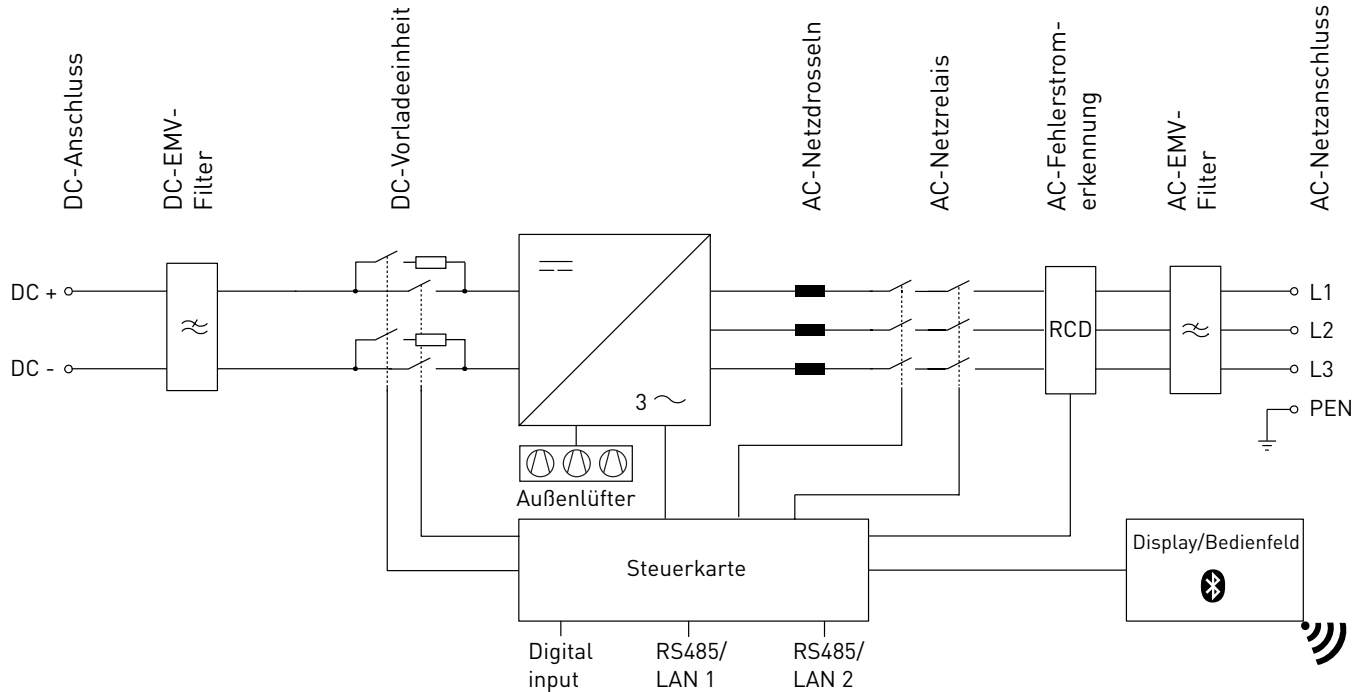 DC-Anschluss
DC-EMV-
Filter
DC-Vorladeeinheit
AC-Netzdrosseln
AC-Netzrelais
AC-Fehlerstrom-
erkennung
AC-EMV-
Filter
AC-Netzanschluss
DC +
DC -
3
RCD
L1
L2
L3
PEN
Außenlüfter
Steuerkarte
Display/Bedienfeld
Digital
input
RS485/
LAN 1
RS485/
LAN 2